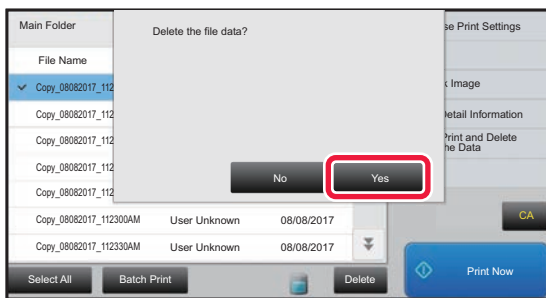 Main Folder
Delete the file data?
se Print Settings
File Name
Copy_08082017_112
k Image
Copy_08082017_112
Detail Information
Copy_08082017_112
Print and Delete
he Data
Copy_08082017_112
No
Yes
Copy_08082017_112
Copy_08082017_112300AM User Unknown 08/08/2017
CA
Copy_08082017_112330AM User Unknown 08/08/2017
Select All
Batch Print
Delete
Print Now